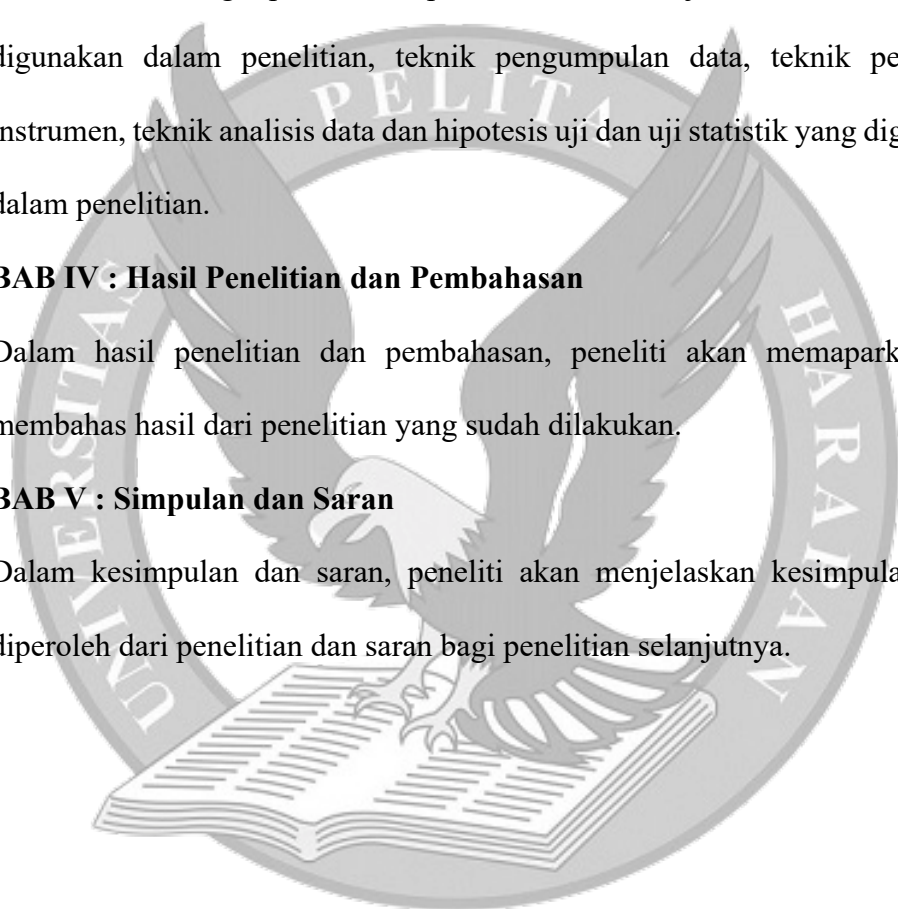 digunakan dalam penelitian, teknik pengumpulan data, teknik pe
instrumen, teknik analisis data dan hipotesis uji dan uji statistik yang dig
dalam penelitian.
BAB IV : Hasil Penelitian dan Pembahasan
Dalam hasil penelitian dan pembahasan, peneliti akan memapark
membahas hasil dari penelitian yang sudah dilakukan.
BAB V : Simpulan dan Saran
Dalam kesimpulan dan saran, peneliti akan menjelaskan kesimpula
diperoleh dari penelitian dan saran bagi penelitian selanjutnya.
UNIVERSITAS PELITA HARAPAN